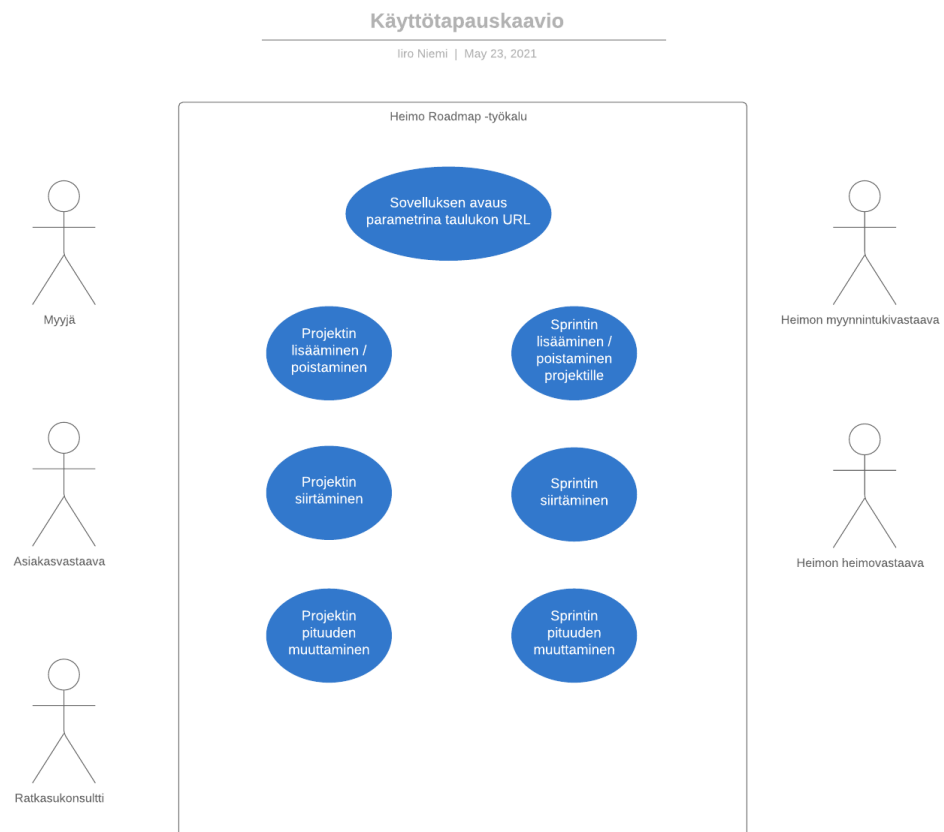 Käyttötapauskaavio
Iiro Niemi | May 23, 2021
Heimo Roadmap -työkalu
Sovelluksen avaus
parametrina taulukon URL
Myyjä
Heimon myynnintukivastaava
Projektin
lisääminen /
poistaminen
Sprintin
lisääminen /
poistaminen
projektille
Projektin
siirtäminen
Sprintin
siirtäminen
Asiakasvastaava
Heimon heimovastaava
Projektin
pituuden
muuttaminen
Sprintin
pituuden
muuttaminen
Ratkasukonsultti